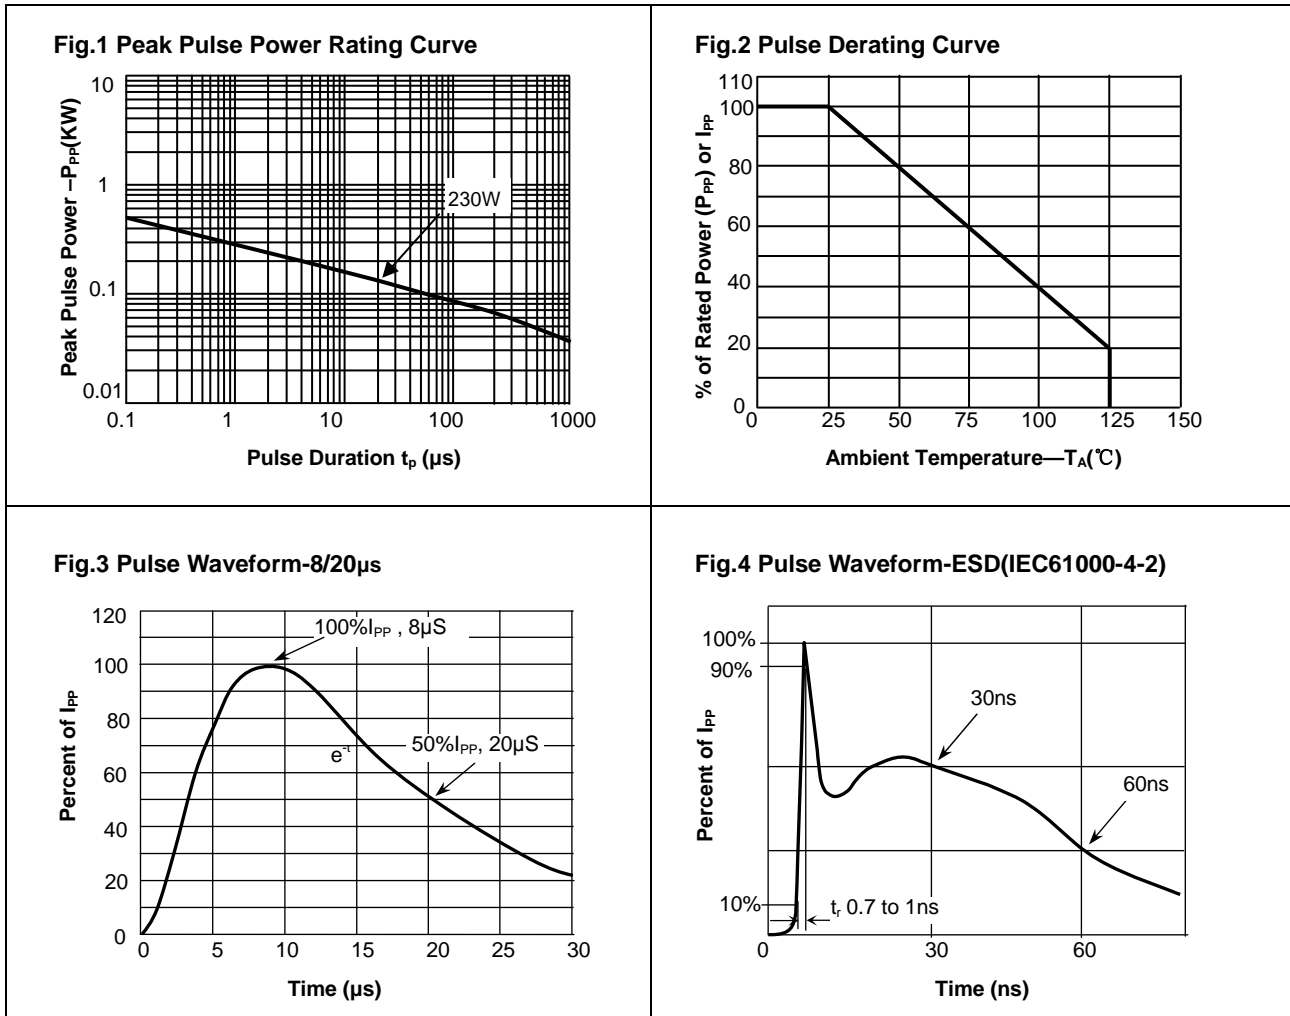 Fig.1 Peak Pulse Power Rating Curve
Peak Pulse Power –PPP(KW)
10
1
0.1
0.01
230W
0.1 1 10 100 1000
Pulse Duration tp (µs)
Fig.2 Pulse Derating Curve
% of Rated Power (PPP) or IPP
110
100
80
60
40
20
0
0 25 50 75 100 125 150
Ambient Temperature—TA(℃)
Fig.3 Pulse Waveform-8/20µs
Percent of IPP
120
100
80
60
40
20
0
100%IPP , 8µS
e-t
50%IPP, 20µS
0 5 10 15 20 25 30
Time (µs)
Fig.4 Pulse Waveform-ESD(IEC61000-4-2)
Percent of IPP
100%
90%
10%
30ns
60ns
tr 0.7 to 1ns
0 30 60
Time (ns)